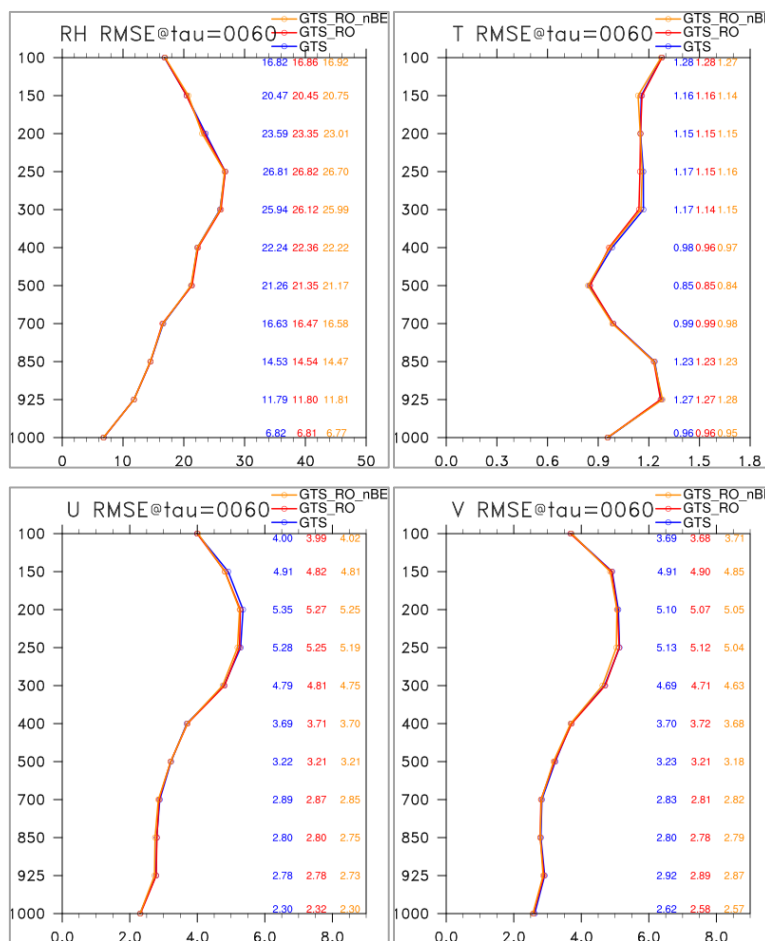 RH RMSE@tau=0060
GTS_RO_nBE
GTS_RO
GTS
100 16.82 16.86 16.92
150 20.47 20.45 20.75
200 23.59 23.35 23.01
250 26.81 26.82 26.70
300 25.94 26.12 25.99
400 22.24 22.36 22.22
500 21.26 21.35 21.17
700 16.63 16.47 16.58
850 14.53 14.54 14.47
925 11.79 11.80 11.81
1000 6.82 6.81 6.77
0 10 20 30 40 50
T RMSE@tau=0060
GTS_RO_nBE
GTS_RO
GTS
100 1.28 1.28 1.27
150 1.16 1.16 1.14
200 1.15 1.15 1.15
250 1.17 1.15 1.16
300 1.17 1.14 1.15
400 0.98 0.96 0.97
500 0.85 0.85 0.84
700 0.99 0.99 0.98
850 1.23 1.23 1.23
925 1.27 1.27 1.28
1000 0.96 0.96 0.95
0.0 0.3 0.6 0.9 1.2 1.5 1.8
U RMSE@tau=0060
GTS_RO_nBE
GTS_RO
GTS
100 4.00 3.99 4.02
150 4.91 4.82 4.81
200 5.35 5.27 5.25
250 5.28 5.25 5.19
300 4.79 4.81 4.75
400 3.69 3.71 3.70
500 3.22 3.21 3.21
700 2.89 2.87 2.85
850 2.80 2.80 2.75
925 2.78 2.78 2.73
1000 2.30 2.32 2.30
0.0 2.0 4.0 6.0 8.0
V RMSE@tau=0060
GTS_RO_nBE
GTS_RO
GTS
100 3.69 3.68 3.71
150 4.91 4.90 4.85
200 5.10 5.07 5.05
250 5.13 5.12 5.04
300 4.69 4.71 4.63
400 3.70 3.72 3.68
500 3.23 3.21 3.18
700 2.83 2.81 2.82
850 2.80 2.78 2.79
925 2.92 2.89 2.87
1000 2.62 2.58 2.57
0.0 2.0 4.0 6.0 8.0